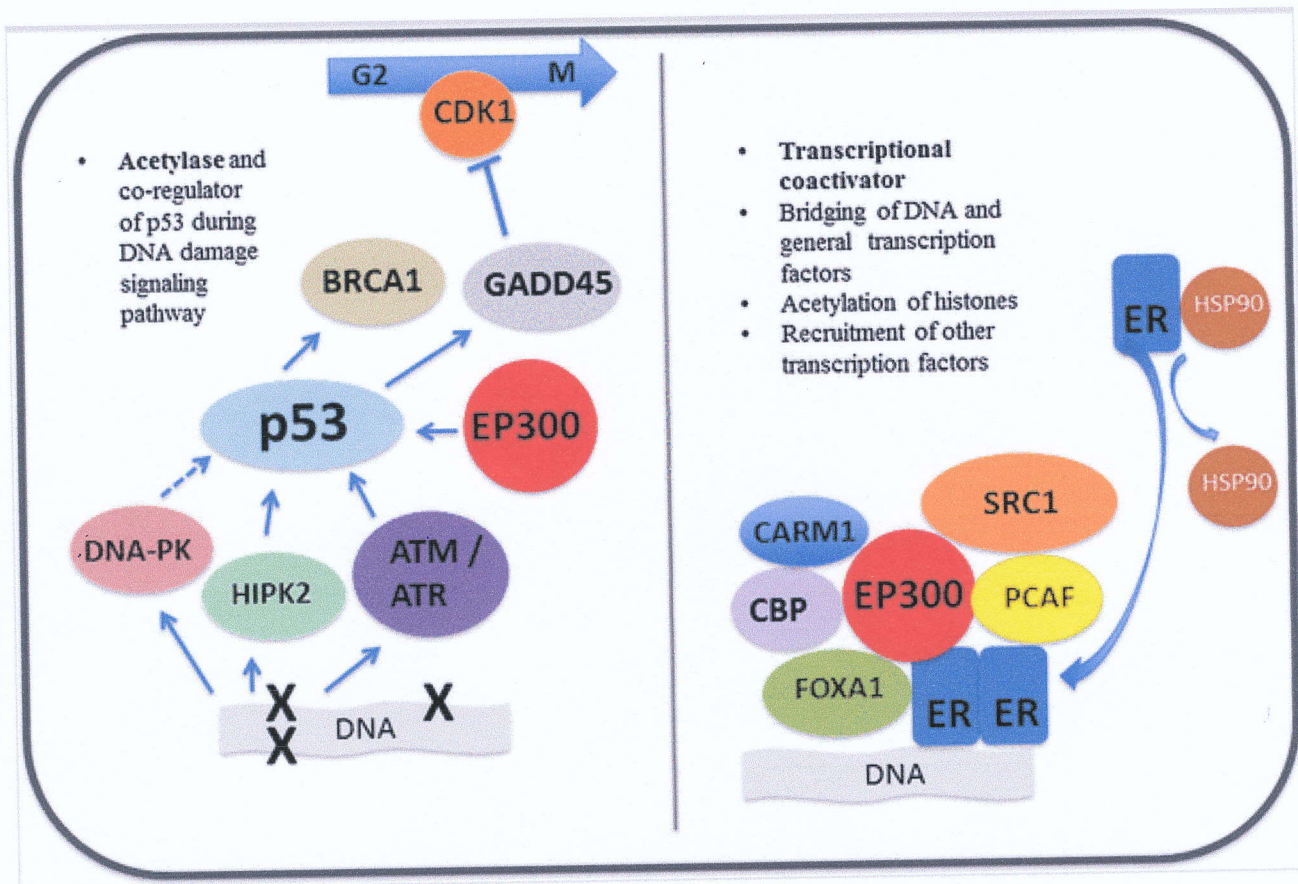 G2 M
CDK1
• Acetylase and
co-regulator
of p53 during
DNA damage
signaling
pathway
BRCA1
GADD45
p53
EP300
DNA-PK
HIPK2
ATM /
ATR
X
X
X
DNA
• Transcriptional
coactivator
• Bridging of DNA and
general transcription
factors
• Acetylation of histones
• Recruitment of other
transcription factors
ER
HSP90
HSP90
SRC1
CARM1
EP300
CBP
PCAF
FOXA1
ER ER
DNA